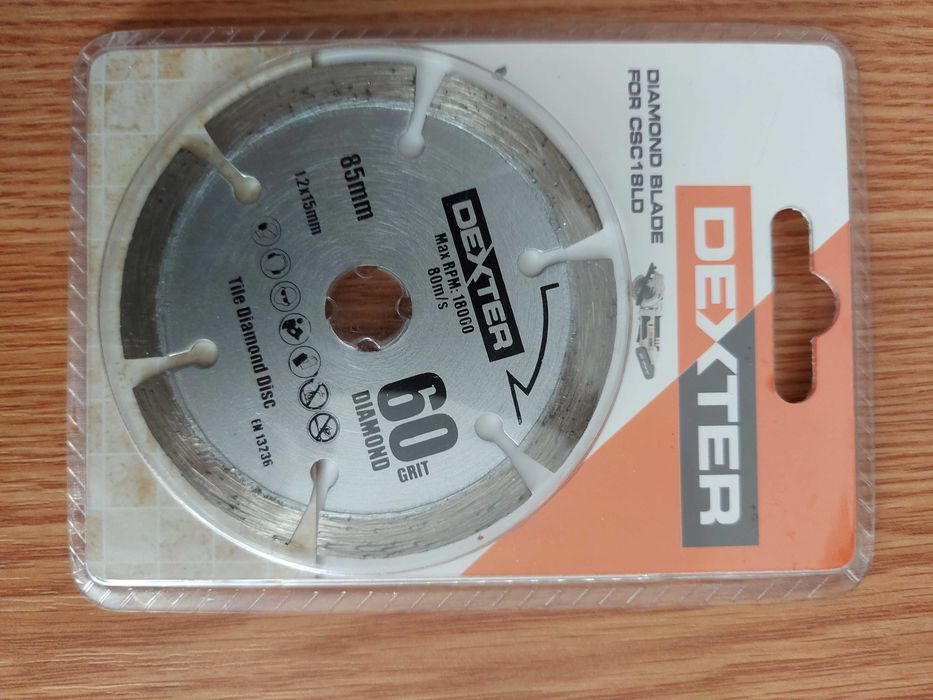 DIAMOND BLADE
FOR CSC18LD
DEXTER
85mm
1.2x15mm
DEXTER
Max RPM: 18000
80m/s
Tile Diamond Disc
EN 13236
60
DIAMOND
GRIT